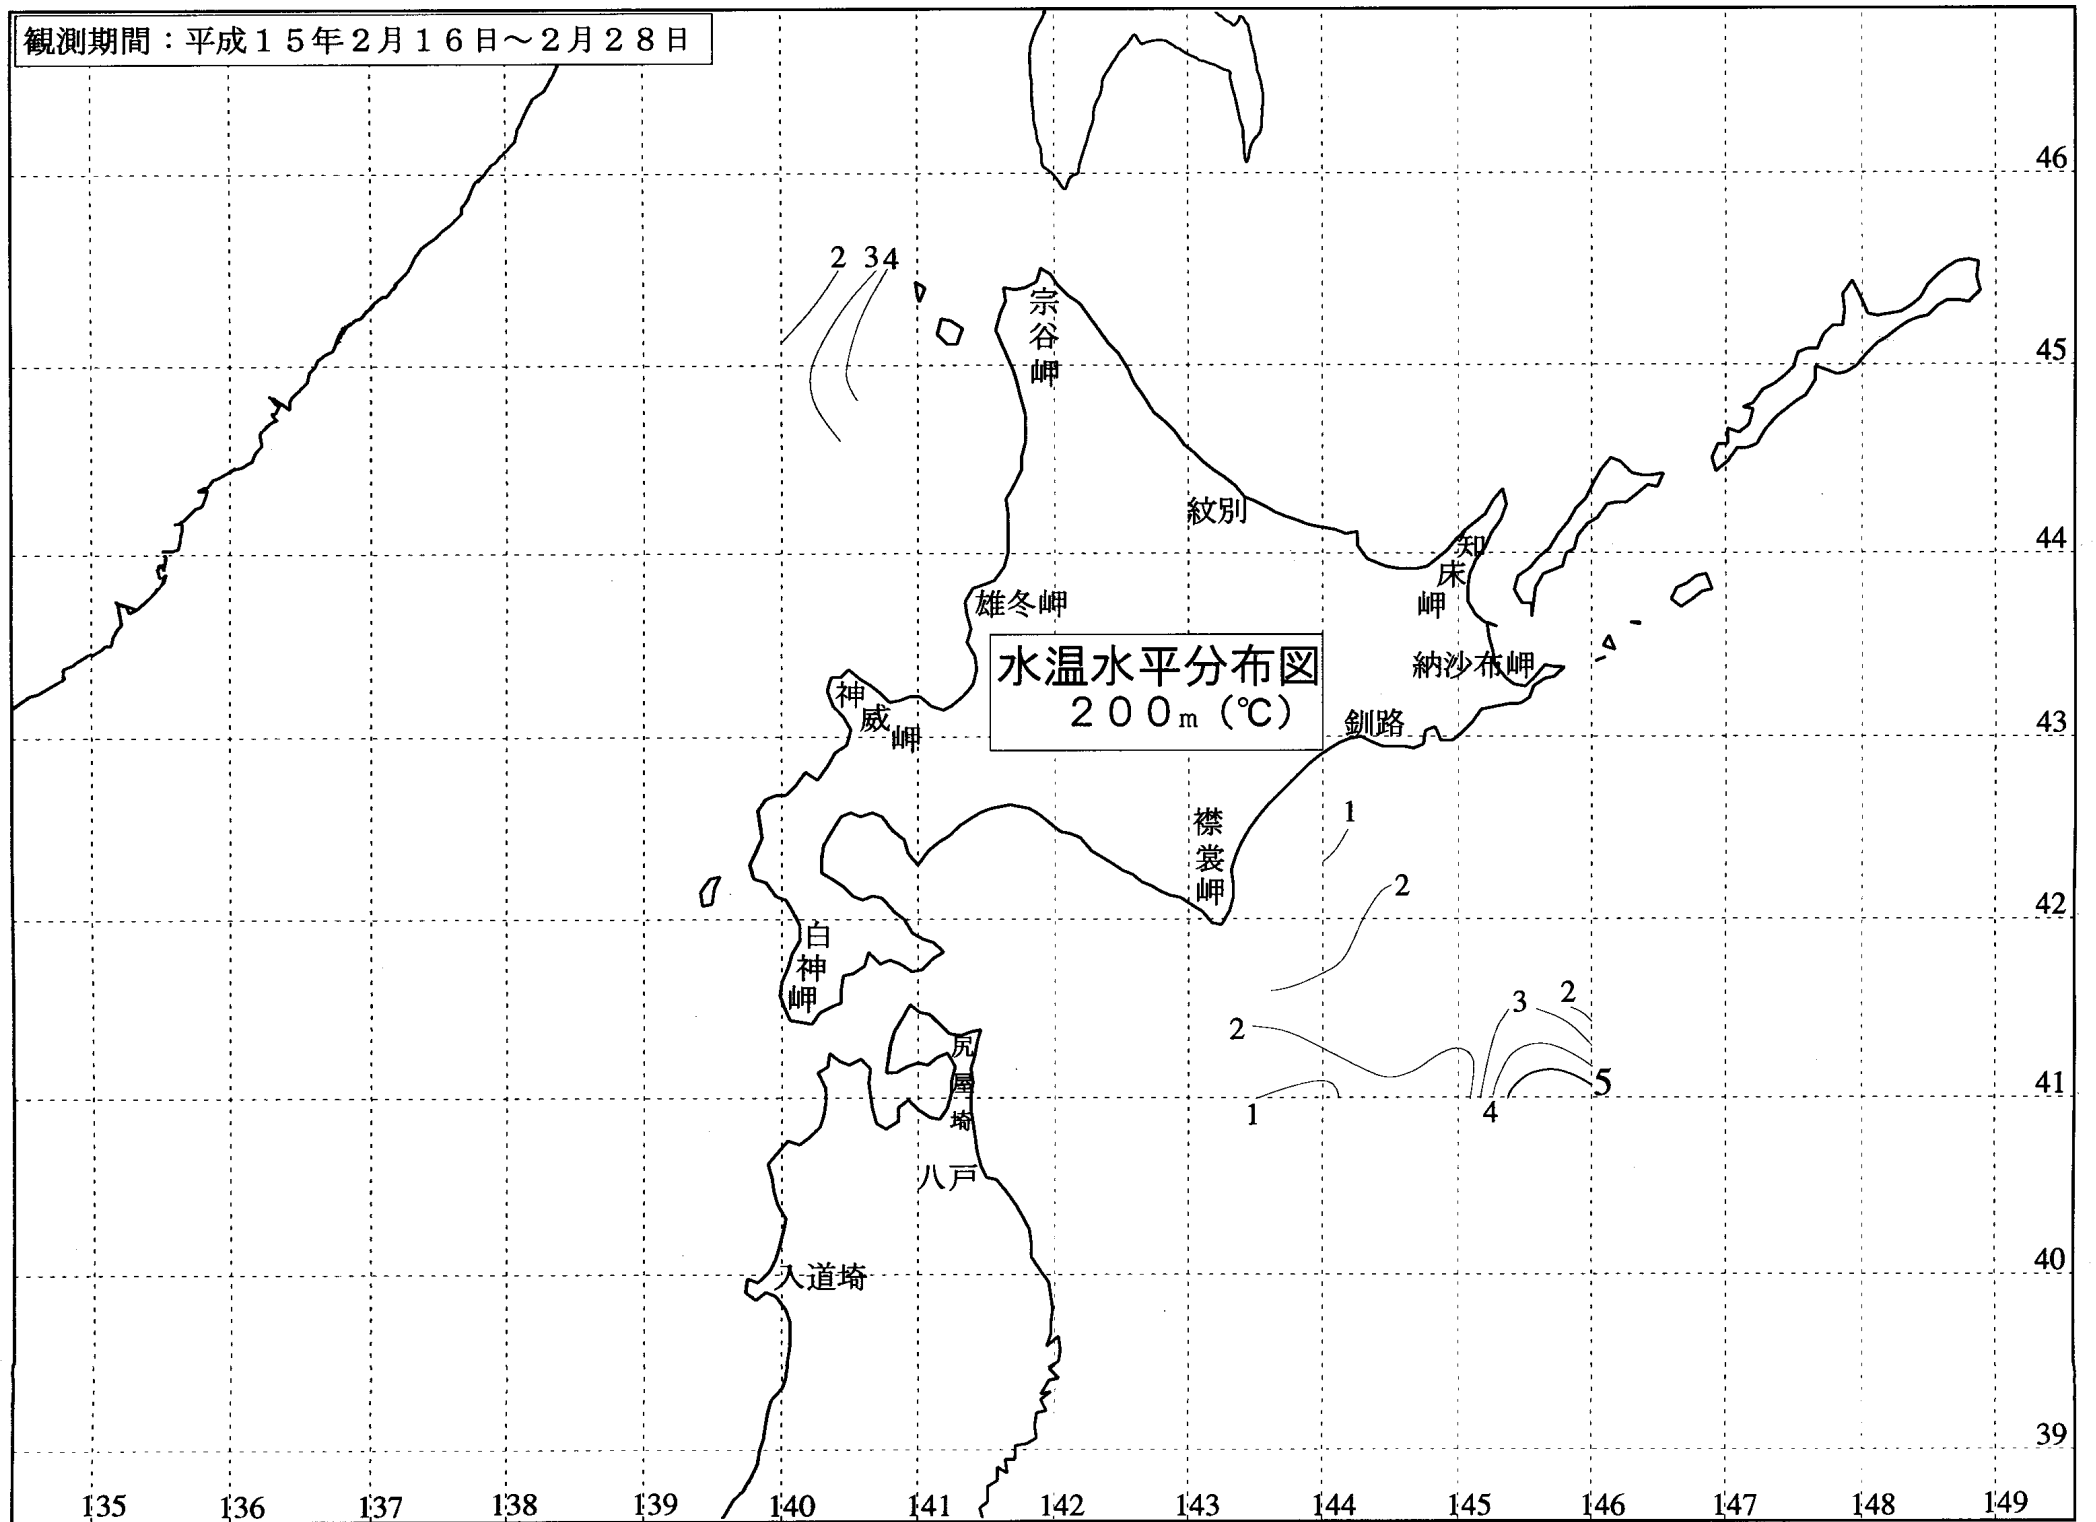 観測期間：平成１５年２月１６日～２月２８日
46
2 3 4
宗谷岬
45
紋別
44
知床岬
雄冬岬
水温水平分布図
２００ｍ（℃）
納沙布岬
神威岬
釧路
43
1
襟裳岬
2
42
白神岬
3 2
2
尻屋埼
5
41
1
4
八戸
40
入道埼
39
135 136 137 138 139 140 141 142 143 144 145 146 147 148 149